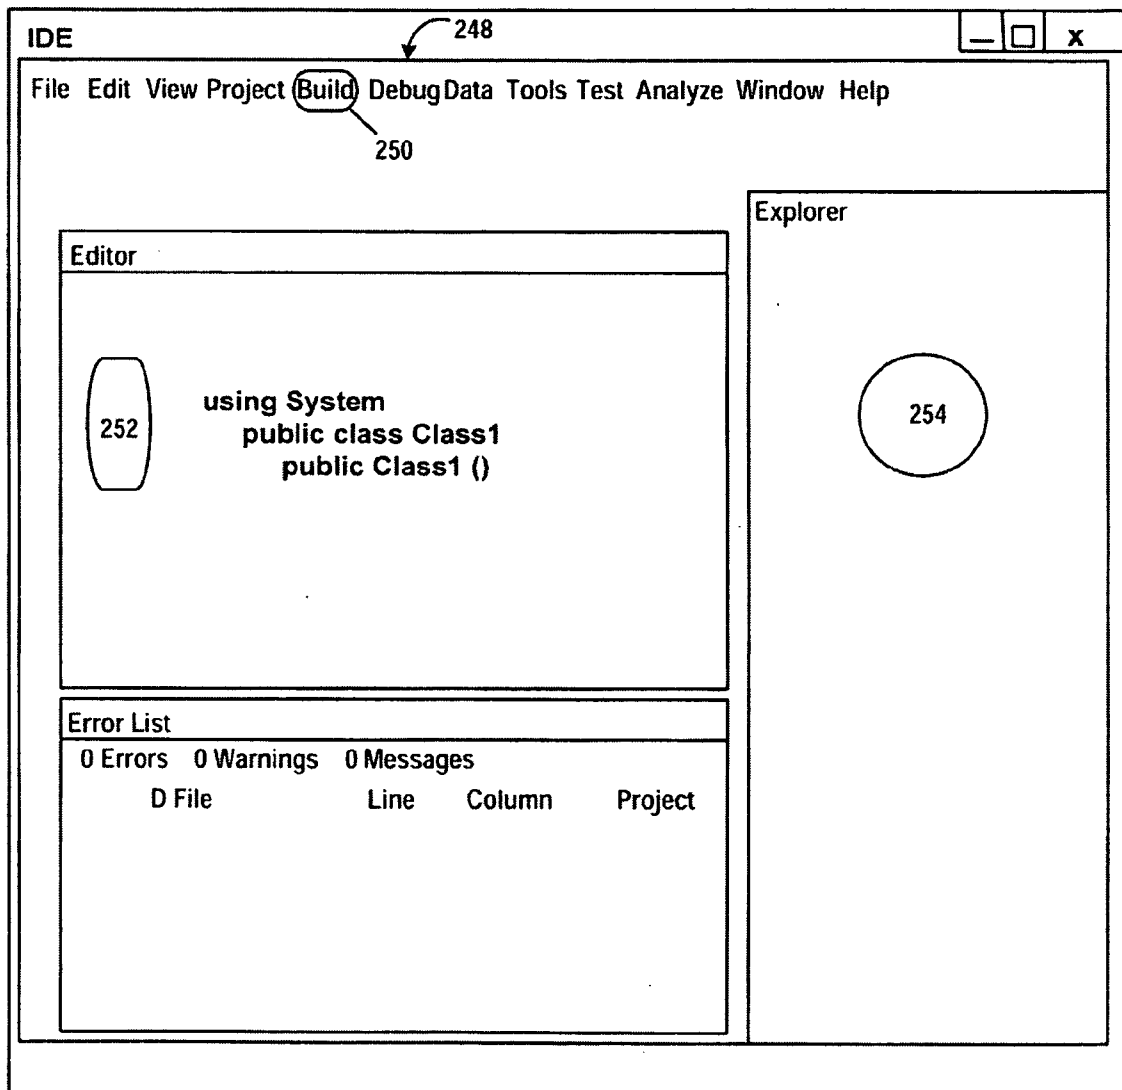 IDE
248
— □ x
File Edit View Project Build Debug Data Tools Test Analyze Window Help
250
Explorer
Editor
252
using System
public class Class1
public Class1 ()
254
Error List
0 Errors 0 Warnings 0 Messages
D File Line Column Project